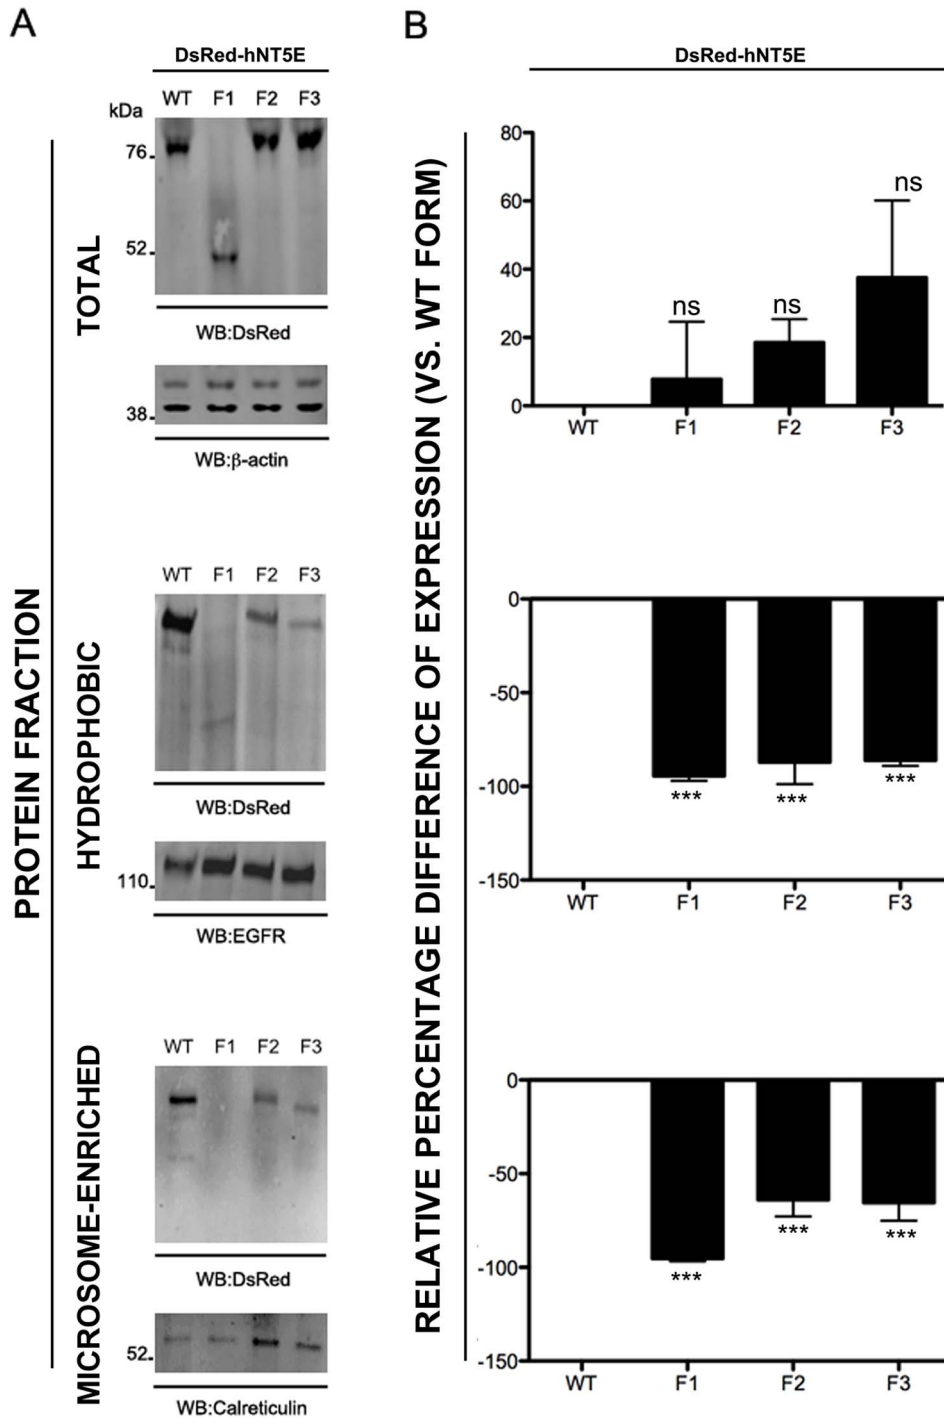 A
DsRed-hNT5E
kDa
WT F1 F2 F3
76
52
WB:DsRed
38
WB:β-actin
WT F1 F2 F3
WB:DsRed
110
WB:EGFR
WT F1 F2 F3
WB:DsRed
52
WB:Calreticulin
PROTEIN FRACTION
TOTAL
HYDROPHOBIC
MICROSOME-ENRICHED
B
DsRed-hNT5E
RELATIVE PERCENTAGE DIFFERENCE OF EXPRESSION (VS. WT FORM)
80
60
40
20
0
ns ns ns
WT F1 F2 F3
0
-50
-100
-150
*** *** ***
WT F1 F2 F3
0
-50
-100
-150
*** *** ***
WT F1 F2 F3